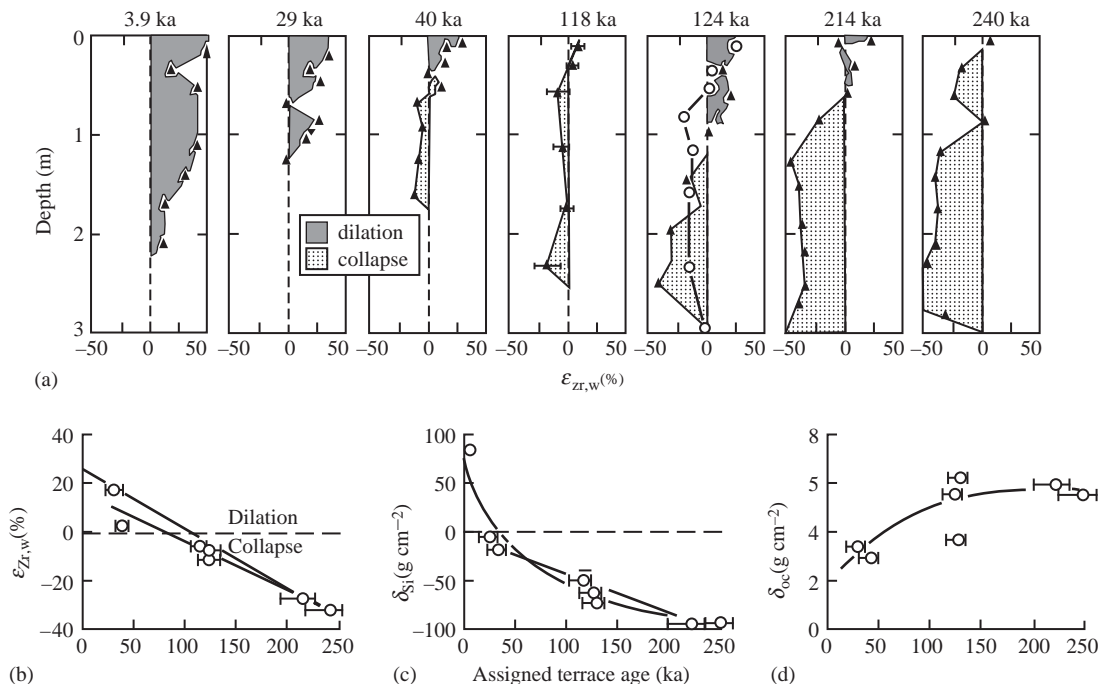 3.9 ka 29 ka 40 ka 118 ka 124 ka 214 ka 240 ka
0
1
2
3
Depth (m)
dilation
collapse
−50 0 50 −50 0 50 −50 0 50 −50 0 50 −50 0 50 −50 0 50 −50 0 50
(a)
εzr,w(%)
40
20
0
−20
−40
εZr,w(%)
Dilation
Collapse
0 50 100 150 200 250
(b)
100
50
0
−50
−100
δSi(g cm−2)
0 50 100 150 200 250
(c)
Assigned terrace age (ka)
8
5
4
2
0
δoc(g cm−2)
0 50 100 150 200 250
(d)